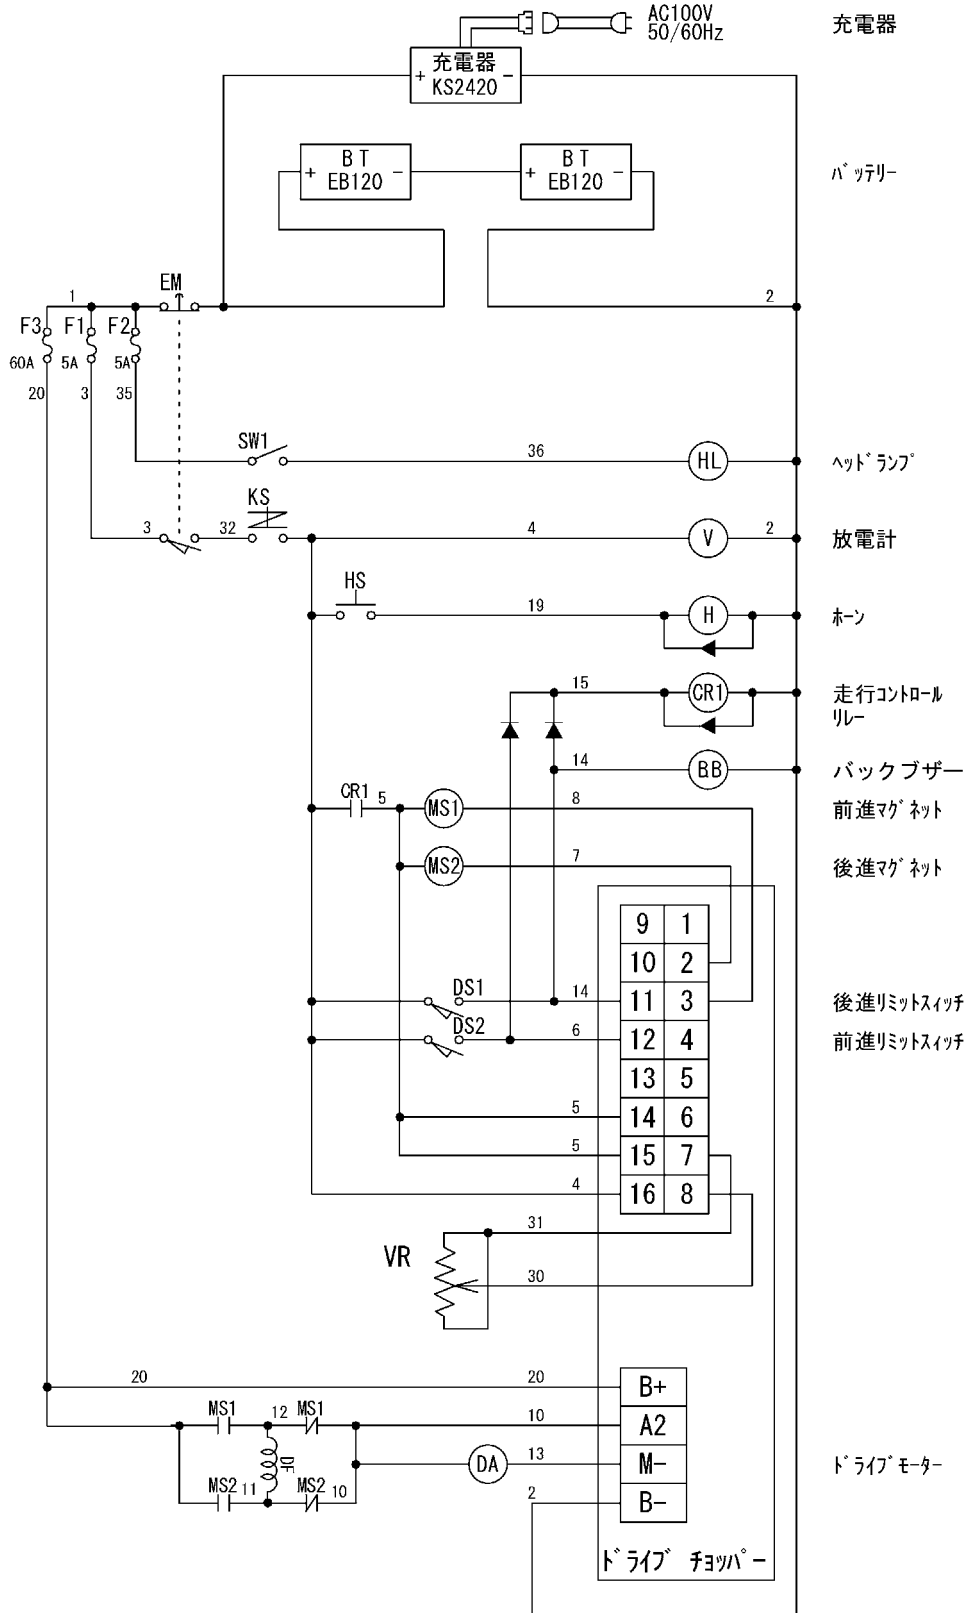 AC100V
50/60Hz
充電器
+ 充電器 -
KS2420
+ BT -
EB120
+ BT -
EB120
バッテリー
EM
1
2
F3 F1 F2
60A 5A 5A
20 3 35
SW1
36
HL
ヘッドランプ
KS
3
32
4
V
2
放電計
HS
19
H
ホーン
15
CR1
走行コントロール
リレー
14
BB
バックブザー
CR1
5
MS1
8
前進マグネット
MS2
7
後進マグネット
9 1
10 2
DS1
14
11 3
後進リミットスイッチ
DS2
6
12 4
前進リミットスイッチ
13 5
5
14 6
5
15 7
4
16 8
31
VR
30
20
20
B+
MS1
12
MS1
10
A2
DF
DA
13
M-
ドライブモーター
MS2
11
MS2
10
2
B-
ドライブ チョッパー